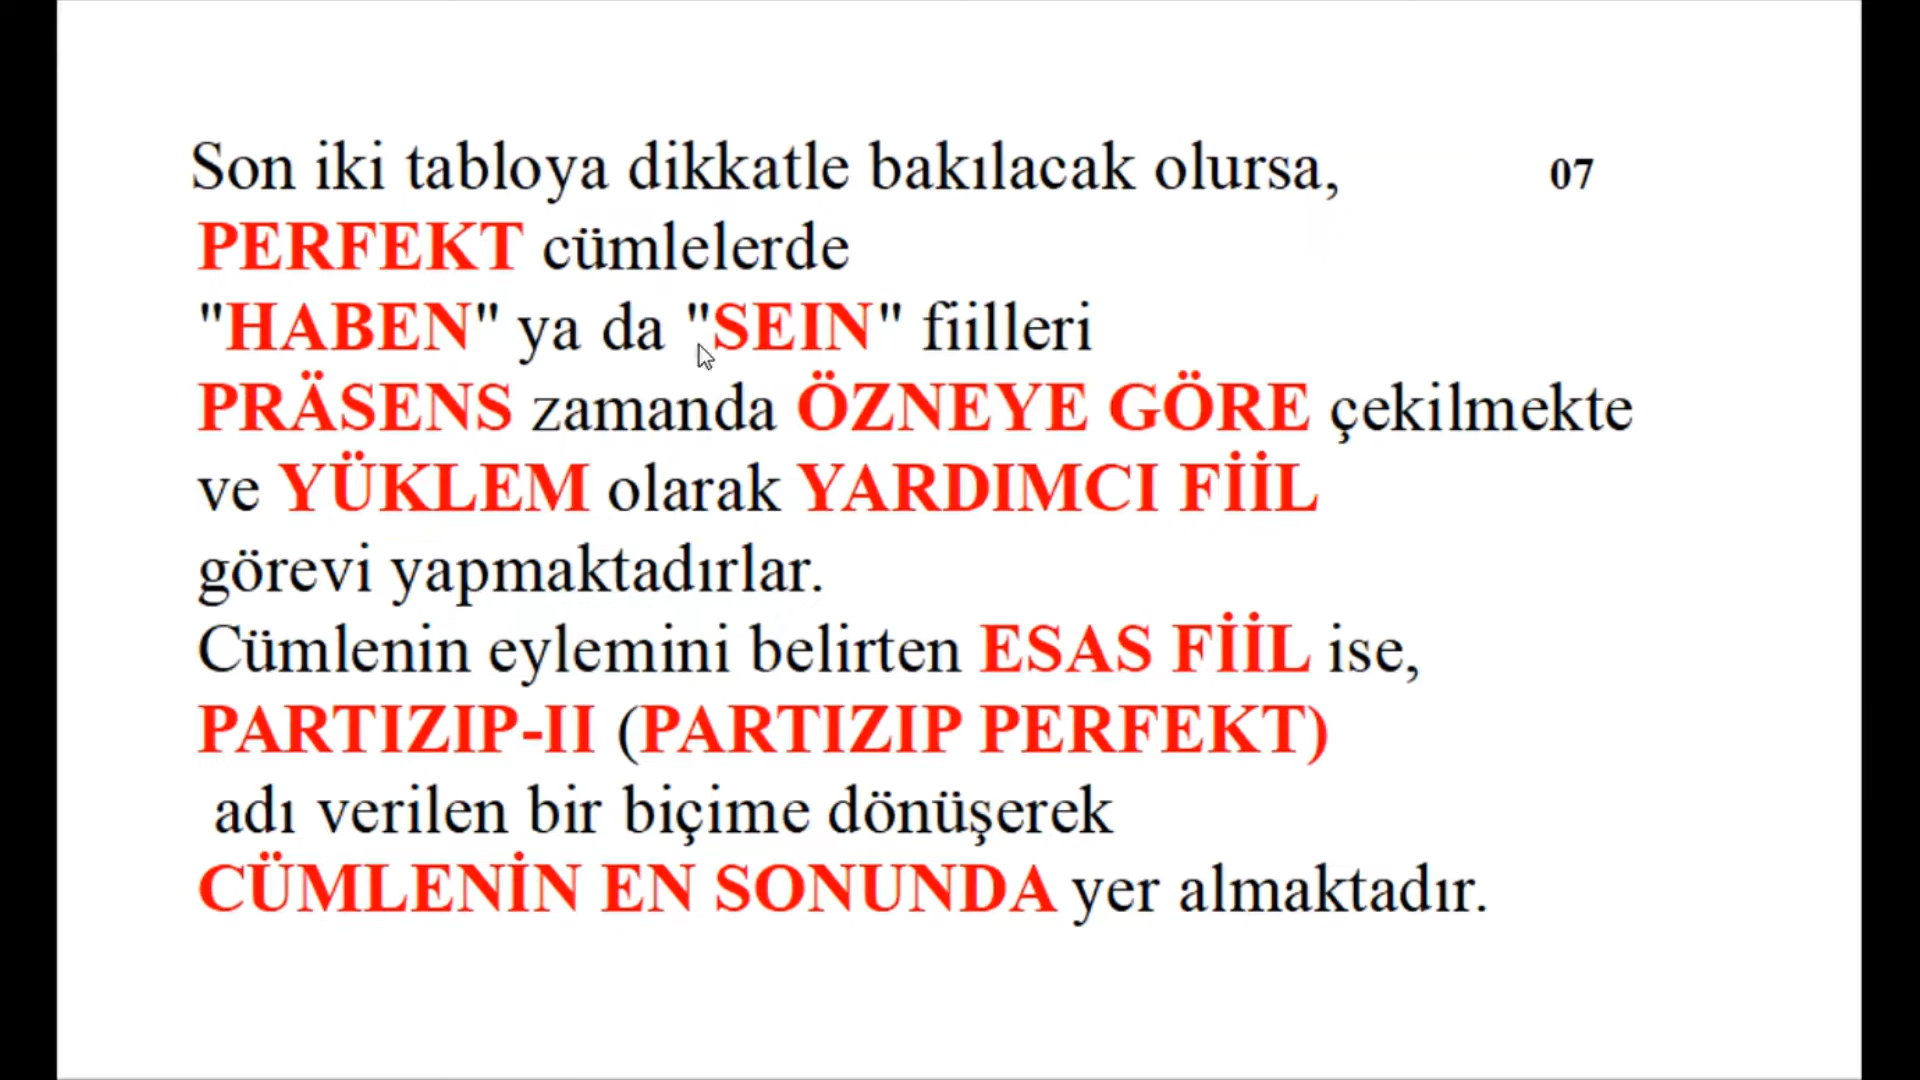 Son iki tabloya dikkatle bakılacak olursa, 07
PERFEKT cümlelerde
"HABEN" ya da "SEIN" fiilleri
PRÄSENS zamanda ÖZNEYE GÖRE çekilmekte
ve YÜKLEM olarak YARDIMCI FİİL
görevi yapmaktadırlar.
Cümlenin eylemini belirten ESAS FİİL ise,
PARTIZIP-II (PARTIZIP PERFEKT)
adı verilen bir biçime dönüşerek
CÜMLENİN EN SONUNDA yer almaktadır.